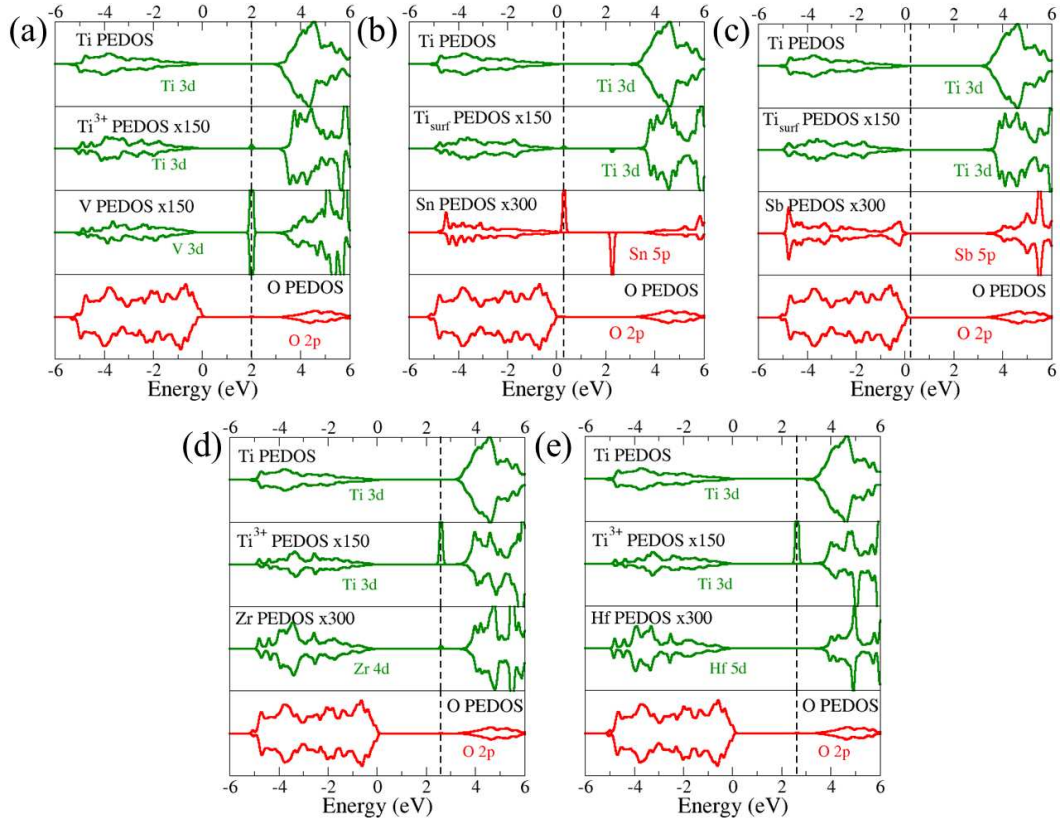 (a)
-6 -4 -2 0 2 4 6
Ti PEDOS
Ti 3d
Ti³⁺ PEDOS x150
Ti 3d
V PEDOS x150
V 3d
O PEDOS
O 2p
-6 -4 -2 0 2 4 6
Energy (eV)
(b)
-6 -4 -2 0 2 4 6
Ti PEDOS
Ti 3d
Ti_surf PEDOS x150
Ti 3d
Sn PEDOS x300
Sn 5p
O PEDOS
O 2p
-6 -4 -2 0 2 4 6
Energy (eV)
(c)
-6 -4 -2 0 2 4 6
Ti PEDOS
Ti 3d
Ti_surf PEDOS x150
Ti 3d
Sb PEDOS x300
Sb 5p
O PEDOS
O 2p
-6 -4 -2 0 2 4 6
Energy (eV)
(d)
-6 -4 -2 0 2 4 6
Ti PEDOS
Ti 3d
Ti³⁺ PEDOS x150
Ti 3d
Zr PEDOS x300
Zr 4d
O PEDOS
O 2p
-6 -4 -2 0 2 4 6
Energy (eV)
(e)
-6 -4 -2 0 2 4 6
Ti PEDOS
Ti 3d
Ti³⁺ PEDOS x150
Ti 3d
Hf PEDOS x300
Hf 5d
O PEDOS
O 2p
-6 -4 -2 0 2 4 6
Energy (eV)